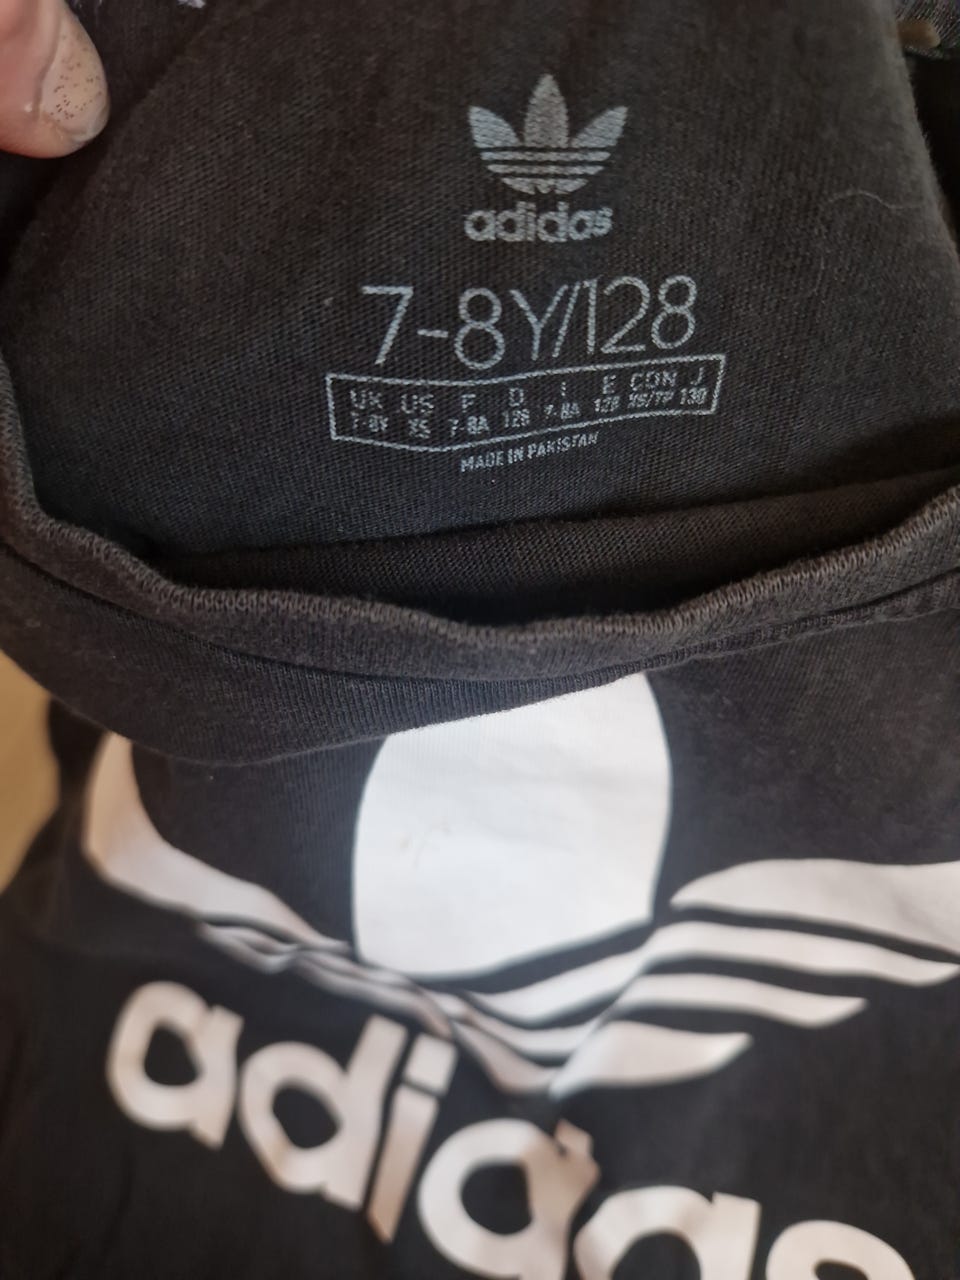 adidas
7-8Y/128
UK US F D I E CDN J
7-8Y XS 7-8A 128 7-8A 128 XS/TP 130
MADE IN PAKISTAN
adidas